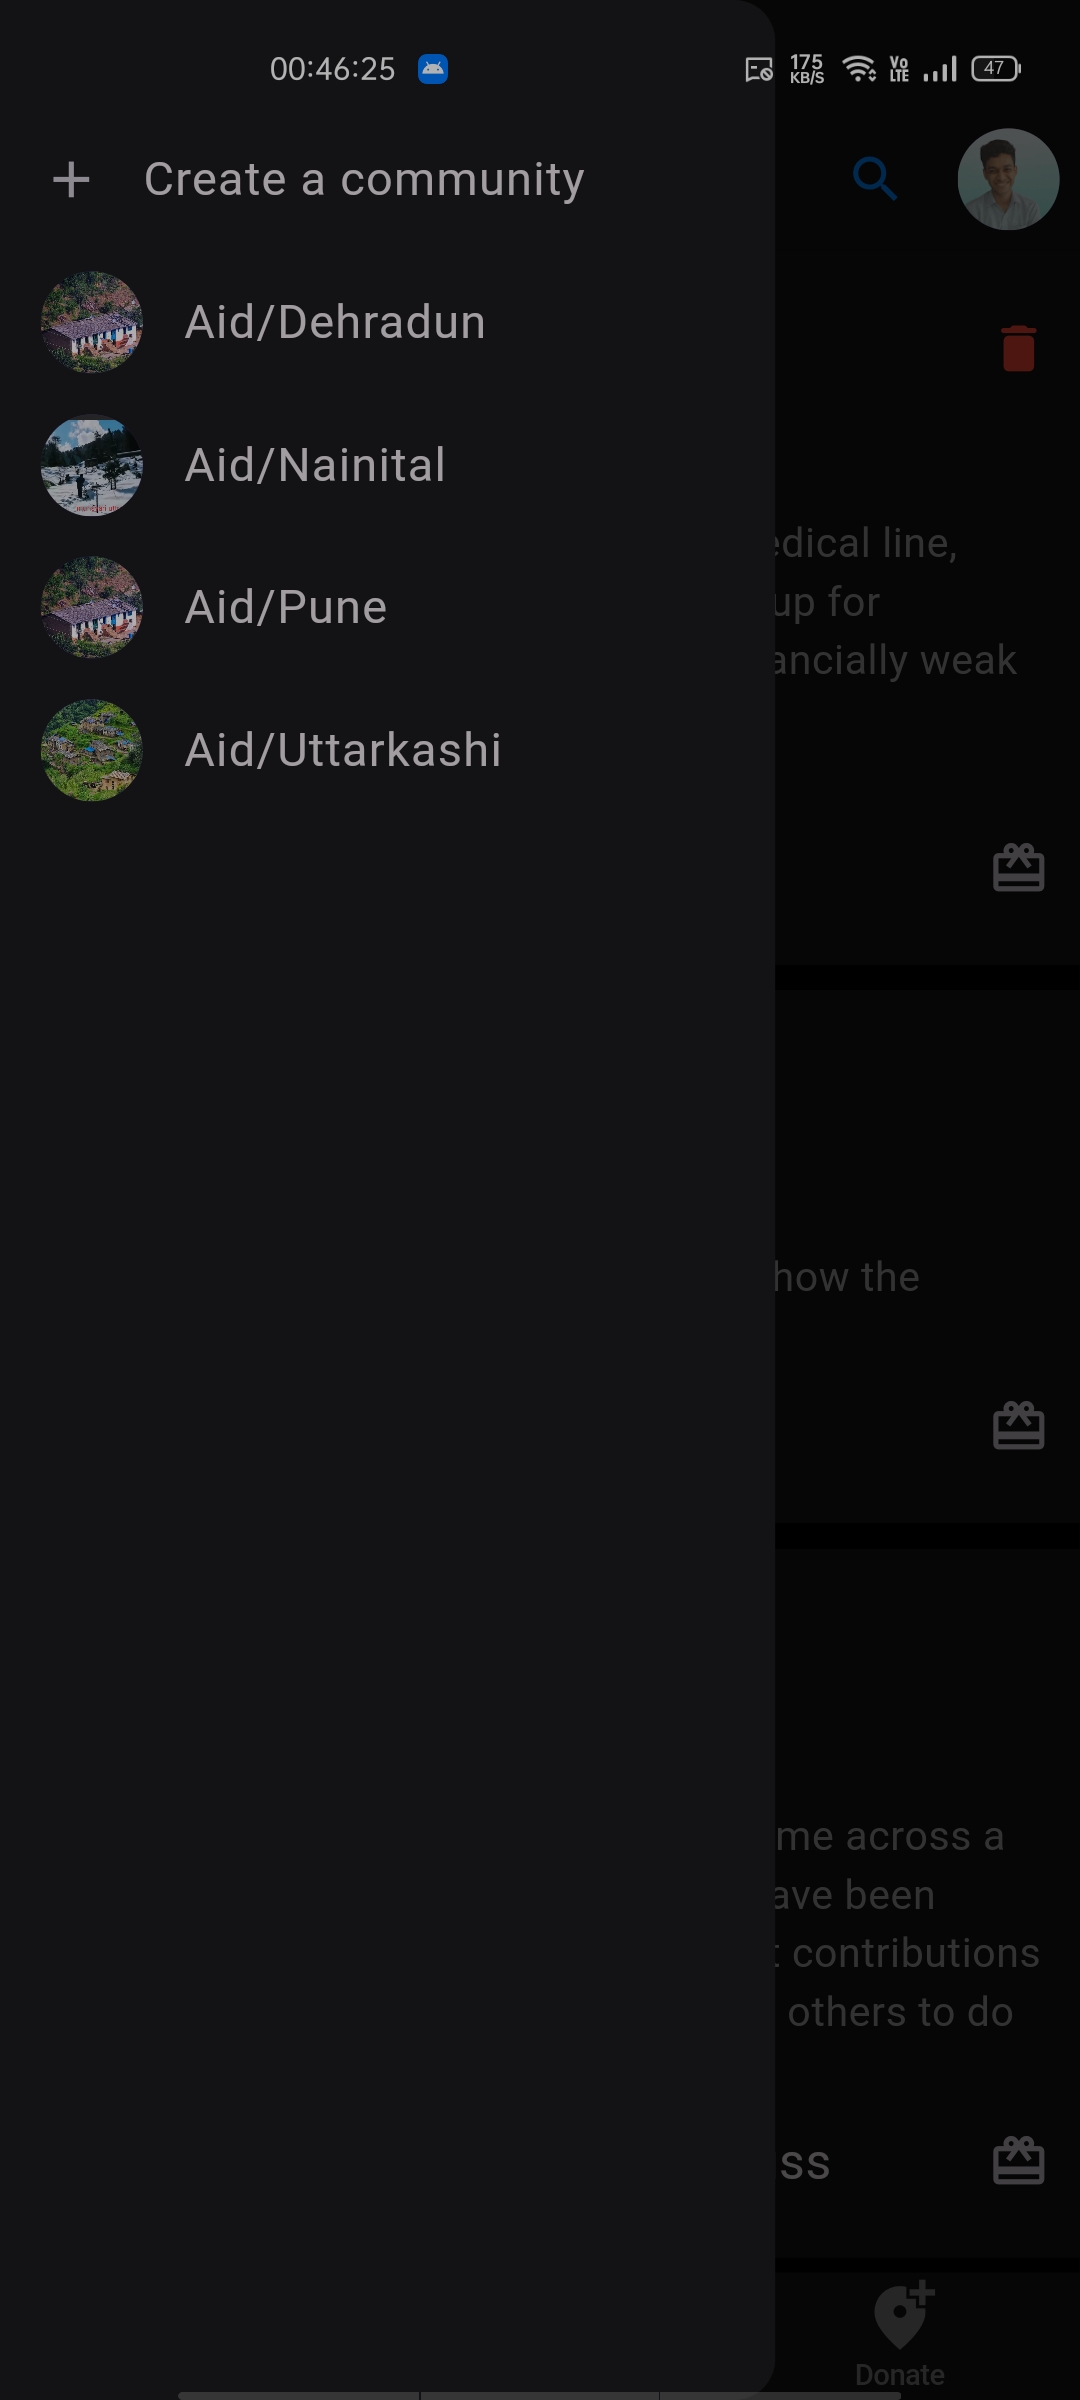 00:46:25
175
KB/S
Vo
LTE
47
Create a community
Aid/Dehradun
Aid/Nainital
Aid/Pune
Aid/Uttarkashi
edical line,
up for
ancially weak
how the
me across a
ave been
t contributions
others to do
ss
Donate